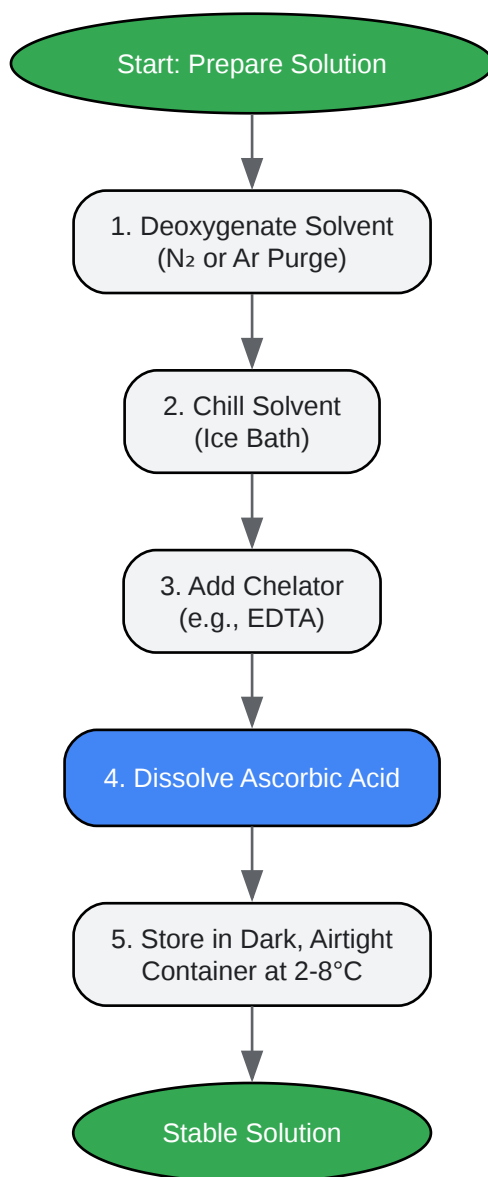 Start: Prepare Solution
1. Deoxygenate Solvent
(N₂ or Ar Purge)
2. Chill Solvent
(Ice Bath)
3. Add Chelator
(e.g., EDTA)
4. Dissolve Ascorbic Acid
5. Store in Dark, Airtight
Container at 2-8°C
Stable Solution